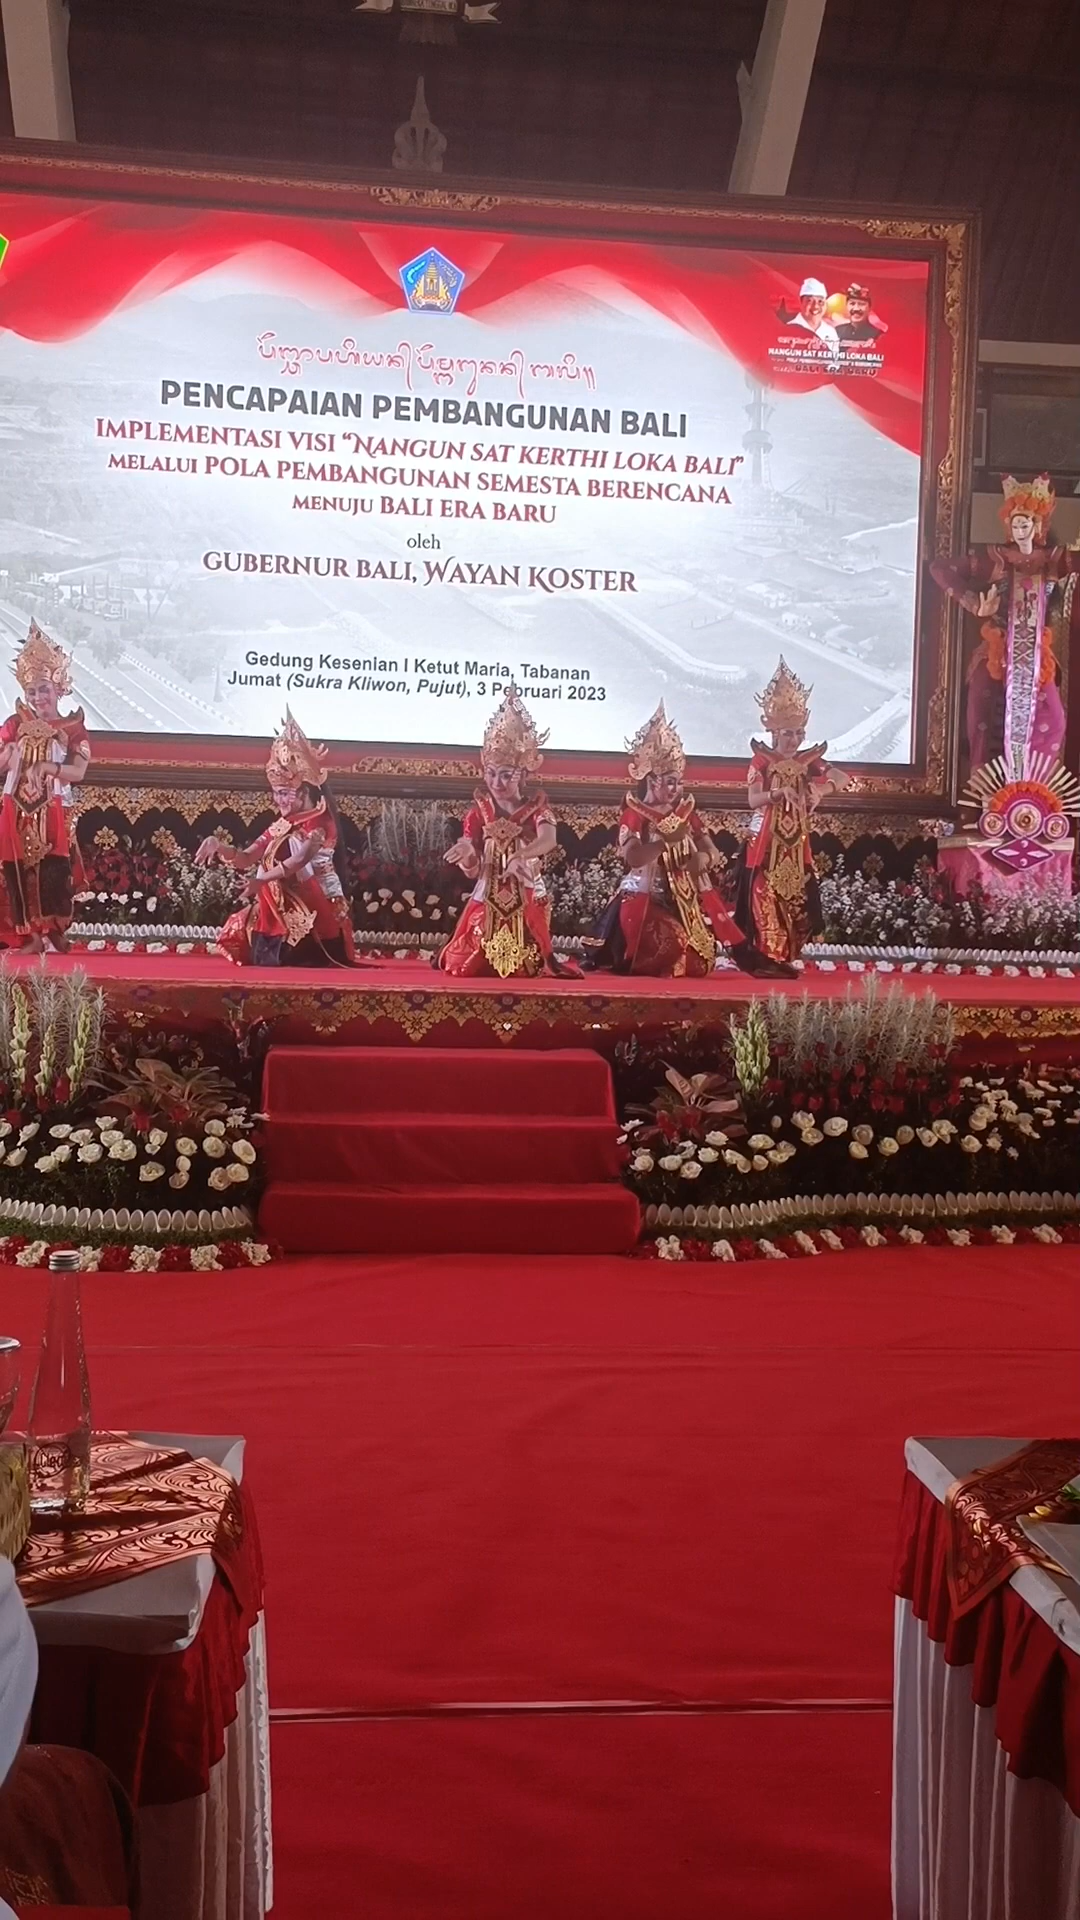 PENCAPAIAN PEMBANGUNAN BALI
IMPLEMENTASI VISI “NANGUN SAT KERTHI LOKA BALI”
MELALUI POLA PEMBANGUNAN SEMESTA BERENCANA
MENUJU BALI ERA BARU
oleh
GUBERNUR BALI, WAYAN KOSTER
Gedung Kesenian I Ketut Maria, Tabanan
Jumat (Sukra Kliwon, Pujut), 3 Pebruari 2023
NANGUN SAT KERTHI LOKA BALI
BALI ERA BARU